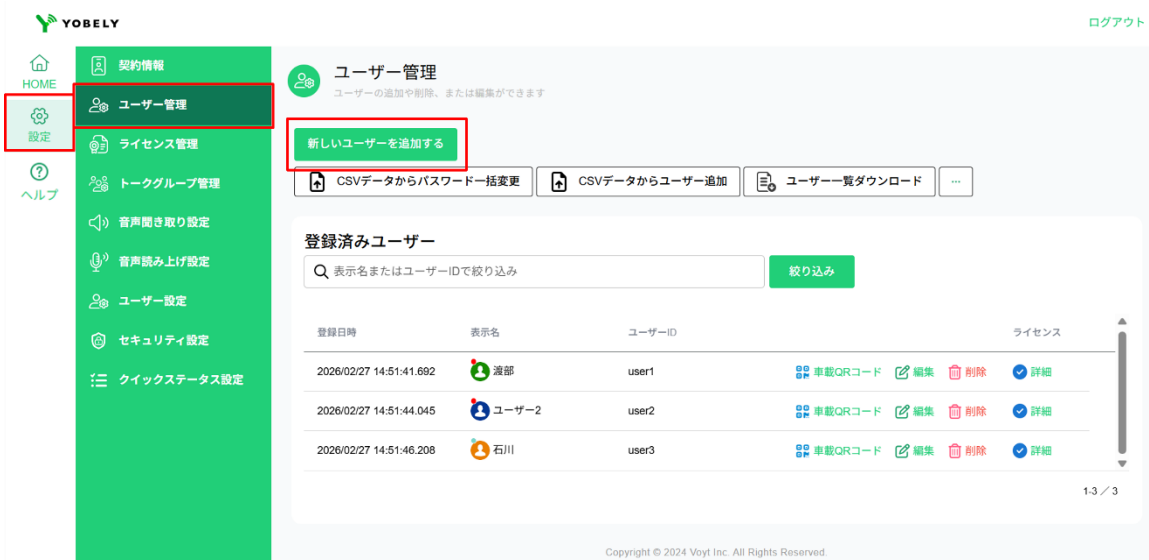 YOBELY
ログアウト
HOME
設定
ヘルプ
契約情報
ユーザー管理
ライセンス管理
トークグループ管理
音声聞き取り設定
音声読み上げ設定
ユーザー設定
セキュリティ設定
クイックステータス設定
ユーザー管理
ユーザーの追加や削除、または編集ができます
新しいユーザーを追加する
CSVデータからパスワード一括変更 CSVデータからユーザー追加 ユーザー一覧ダウンロード ...
登録済みユーザー
表示名またはユーザーIDで絞り込み 絞り込み
登録日時 表示名 ユーザーID ライセンス
2026/02/27 14:51:41.692 渡部 user1 車載QRコード 編集 削除 詳細
2026/02/27 14:51:44.045 ユーザー2 user2 車載QRコード 編集 削除 詳細
2026/02/27 14:51:46.208 石川 user3 車載QRコード 編集 削除 詳細
1-3 ／ 3
Copyright © 2024 Voyt Inc. All Rights Reserved.